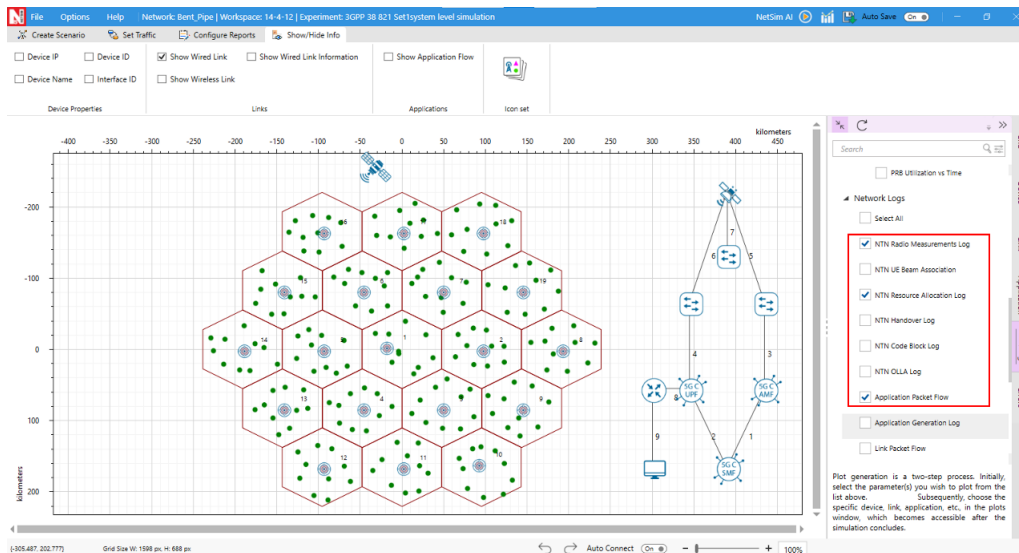 File Options Help Network: Bent_Pipe | Workspace: 14-4-12 | Experiment: 3GPP 38 821 Set1system level simulation NetSim AI Auto Save On
Create Scenario Set Traffic Configure Reports Show/Hide Info
Device IP Device ID Show Wired Link Show Wired Link Information Show Application Flow
Device Name Interface ID Show Wireless Link
Device Properties Links Applications Icon set
kilometers
-400 -350 -300 -250 -200 -150 -100 -50 0 50 100 150 200 250 300 350 400 450
-200
-100
0
100
200
kilometers
16 18
15 6 7 19
14 1 2 8
13 4 9
12 11 10
7
6 5
4 3
8
9 2 1
5G C
UPF
5G C
AMF
5G C
SMF
Search
PRB Utilization vs Time
Network Logs
Select All
NTN Radio Measurements Log
NTN UE Beam Association
NTN Resource Allocation Log
NTN Handover Log
NTN Code Block Log
NTN OLLA Log
Application Packet Flow
Application Generation Log
Link Packet Flow
Plot generation is a two-step process. Initially,
select the parameter(s) you wish to plot from the
list above. Subsequently, choose the
specific device, link, application, etc., in the plots
window, which becomes accessible after the
simulation concludes.
(-305.487, 202.777) Grid Size W: 1598 px, H: 688 px Auto Connect On 100%